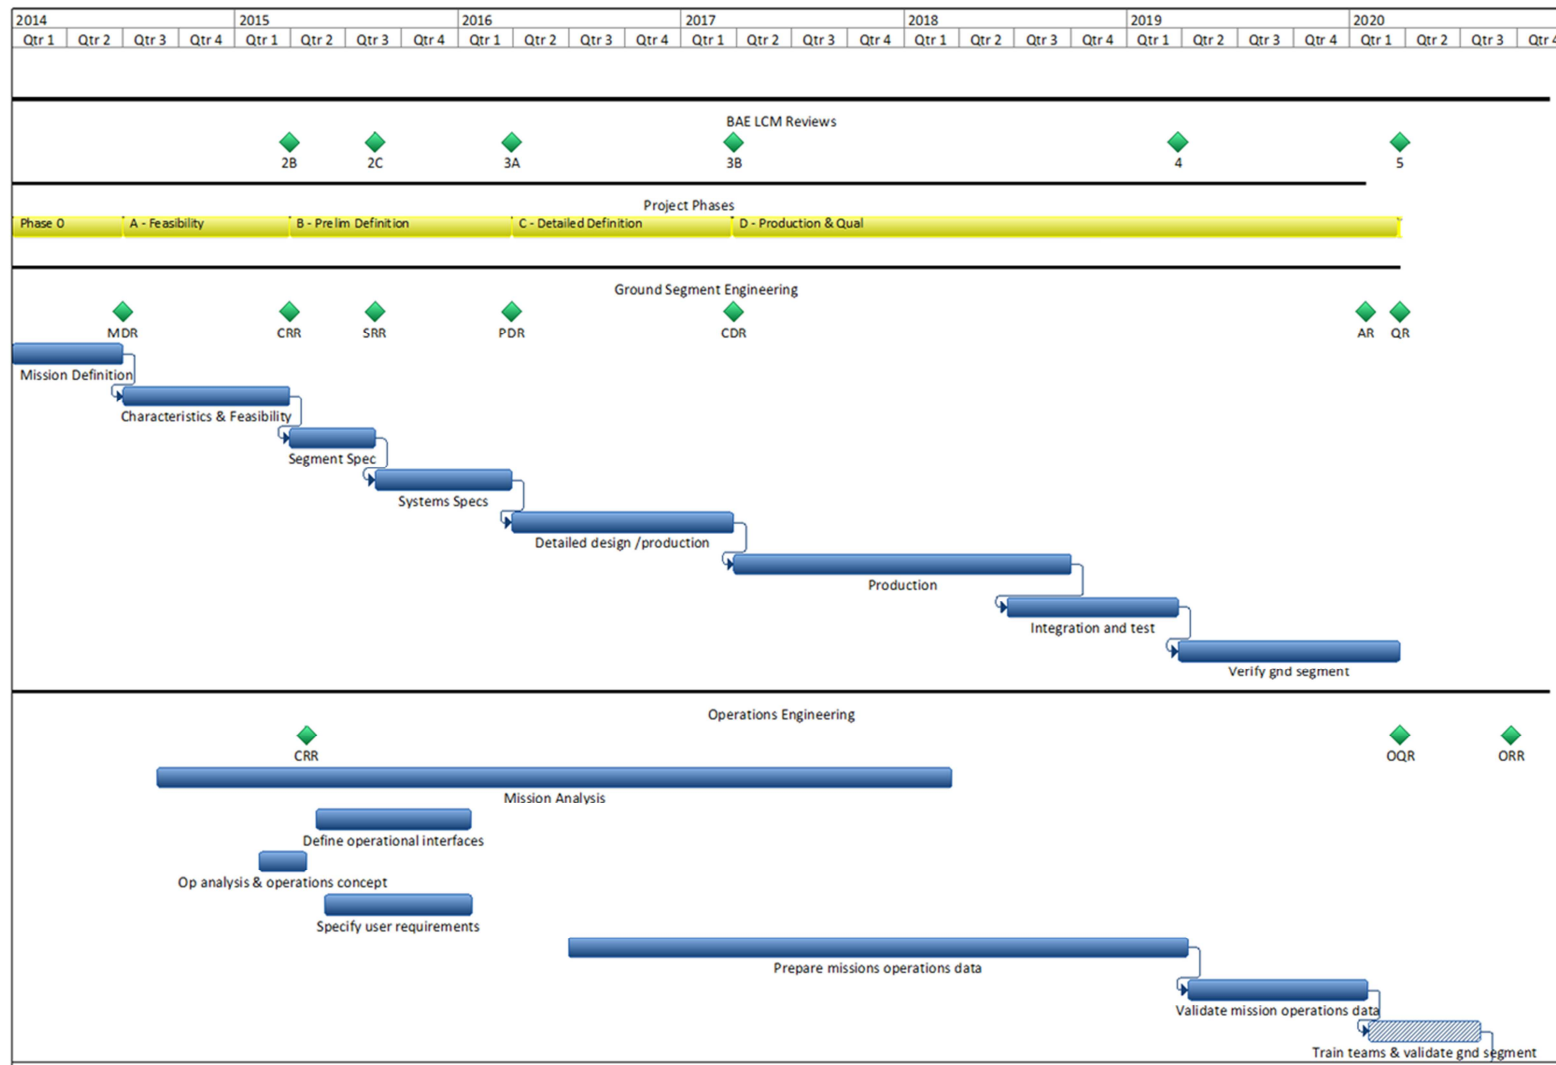 2014 2015 2016 2017 2018 2019 2020
Qtr 1 Qtr 2 Qtr 3 Qtr 4 Qtr 1 Qtr 2 Qtr 3 Qtr 4 Qtr 1 Qtr 2 Qtr 3 Qtr 4 Qtr 1 Qtr 2 Qtr 3 Qtr 4 Qtr 1 Qtr 2 Qtr 3 Qtr 4 Qtr 1 Qtr 2 Qtr 3 Qtr 4 Qtr 1 Qtr 2 Qtr 3 Qtr 4
BAE LCM Reviews
2B 2C 3A 3B 4 5
Project Phases
Phase 0 A - Feasibility B - Prelim Definition C - Detailed Definition D - Production & Qual
Ground Segment Engineering
MDR CRR SRR PDR CDR AR QR
Mission Definition
Characteristics & Feasibility
Segment Spec
Systems Specs
Detailed design /production
Production
Integration and test
Verify gnd segment
Operations Engineering
CRR OQR ORR
Mission Analysis
Define operational interfaces
Op analysis & operations concept
Specify user requirements
Prepare missions operations data
Validate mission operations data
Train teams & validate gnd segment